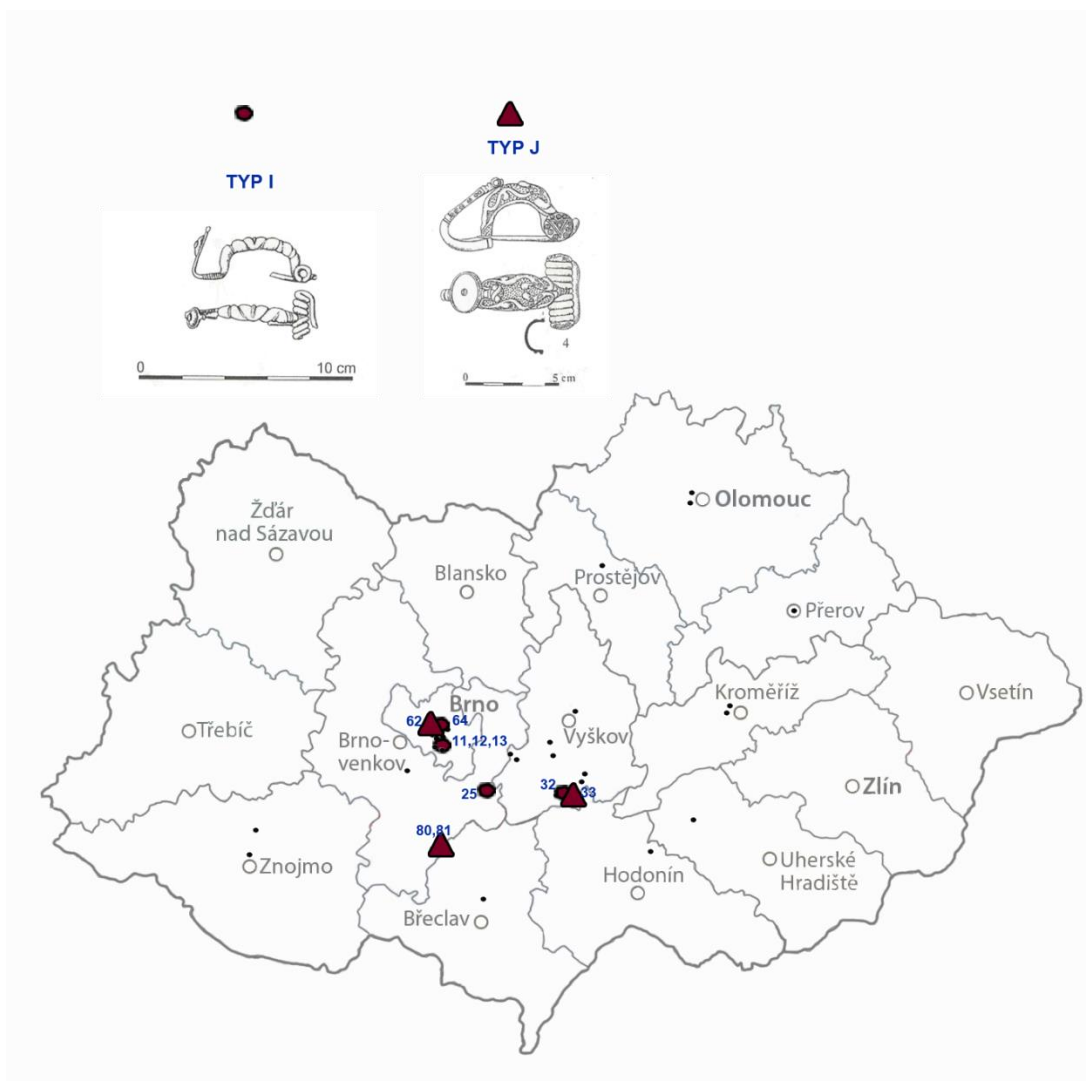 TYP I
TYP J
4
0 10 cm
0 5 cm
Žďár
nad Sázavou
Olomouc
Blansko
Prostějov
Přerov
Kroměříž
Vsetín
Třebíč
Brno
62
64
11,12,13
Brno-
venkov
Vyškov
25
32
33
Zlín
80,81
Znojmo
Břeclav
Hodonín
Uherské
Hradiště